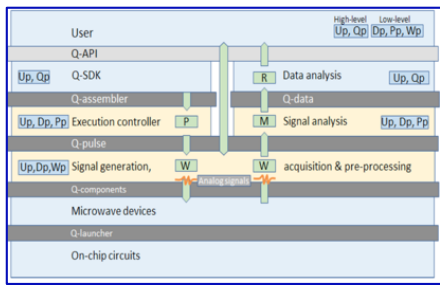 High-level Low-level
User Up, Qp Dp, Pp, Wp
Q-API
Up, Qp Q-SDK R Data analysis Up, Qp
Q-assembler Q-data
Up, Dp, Pp Execution controller P M Signal analysis Up, Dp, Pp
Q-pulse
Up,Dp,Wp Signal generation, W W acquisition & pre-processing
Analog signals
Q-components
Microwave devices
Q-launcher
On-chip circuits